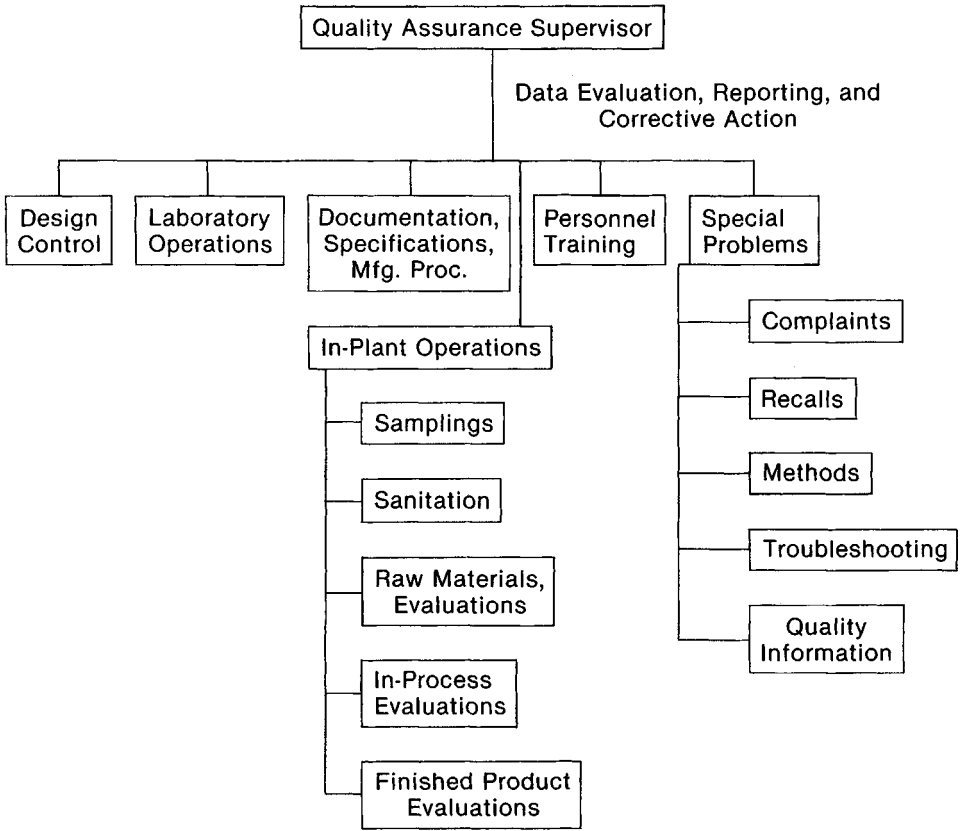 Quality Assurance Supervisor
Data Evaluation, Reporting, and
Corrective Action
Design
Control
Laboratory
Operations
Documentation,
Specifications,
Mfg. Proc.
Personnel
Training
Special
Problems
In-Plant Operations
Samplings
Sanitation
Raw Materials,
Evaluations
In-Process
Evaluations
Finished Product
Evaluations
Complaints
Recalls
Methods
Troubleshooting
Quality
Information